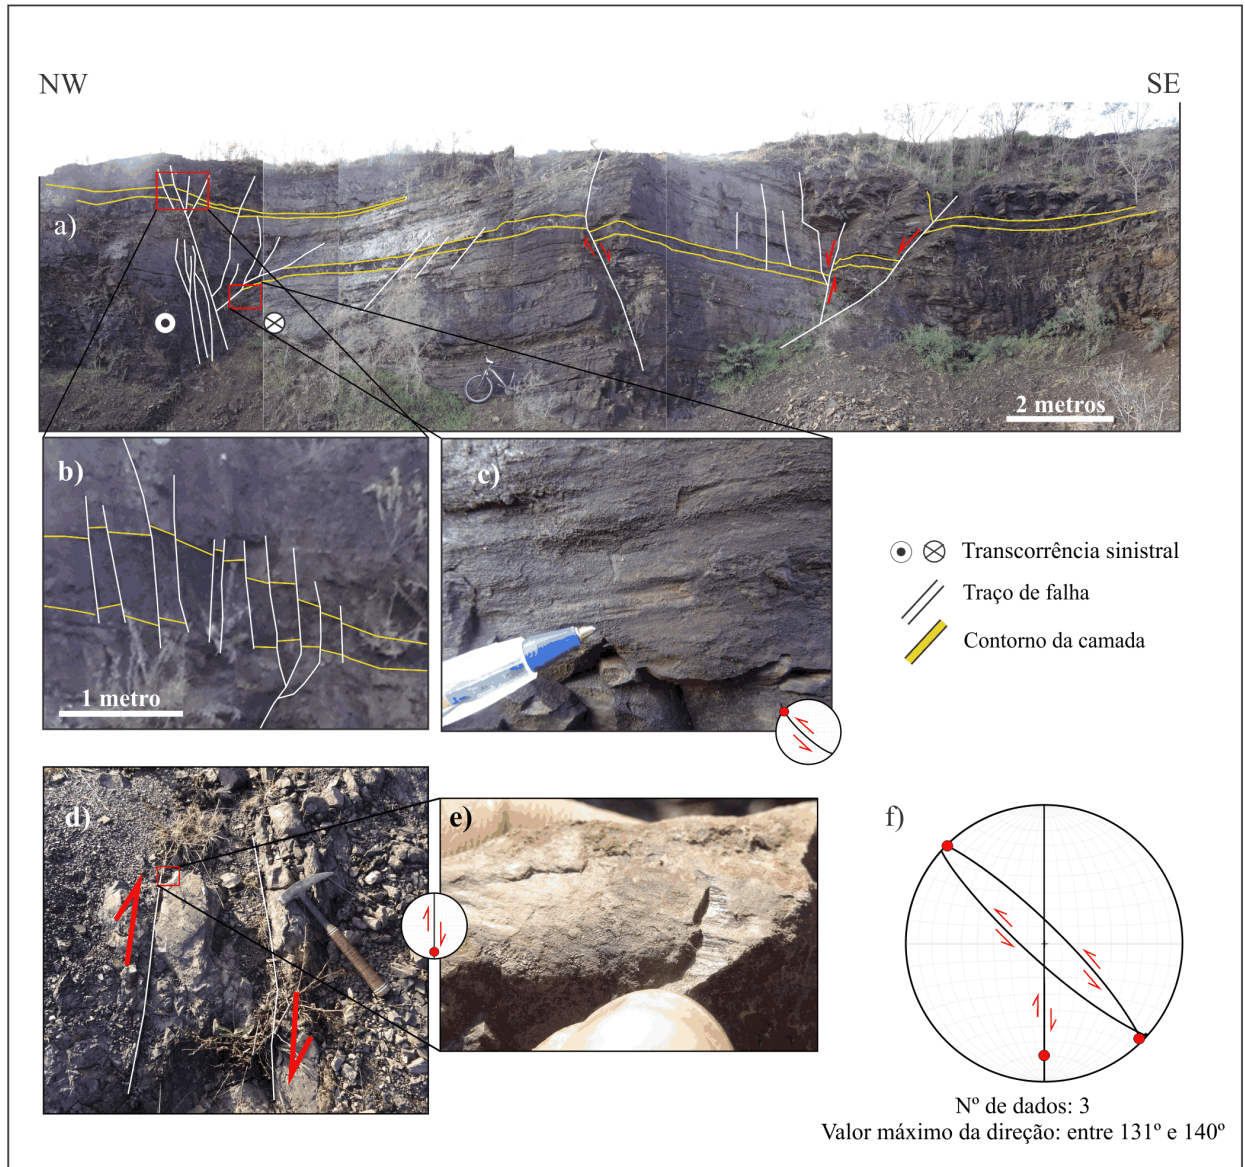 NW
SE
a)
2 metros
b)
1 metro
c)
Transcorrência sinistral
Traço de falha
Contorno da camada
d)
e)
f)
Nº de dados: 3
Valor máximo da direção: entre 131º e 140º